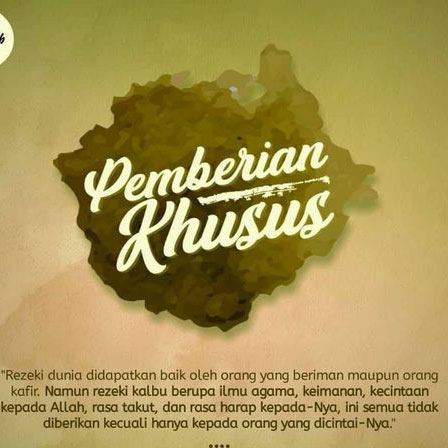 Pemberian
Khusus
"Rezeki dunia didapatkan baik oleh orang yang beriman maupun orang
kafir. Namun rezeki kalbu berupa ilmu agama, keimanan, kecintaan
kepada Allah, rasa takut, dan rasa harap kepada-Nya, ini semua tidak
diberikan kecuali hanya kepada orang yang dicintai-Nya."